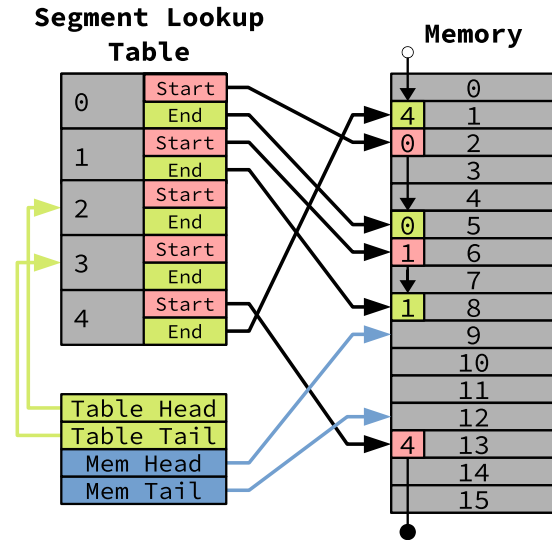 Segment Lookup
Table
0
Start
End
1
Start
End
2
Start
End
3
Start
End
4
Start
End
Table Head
Table Tail
Mem Head
Mem Tail
Memory
0
4 1
0 2
3
4
0 5
1 6
7
1 8
9
10
11
12
4 13
14
15